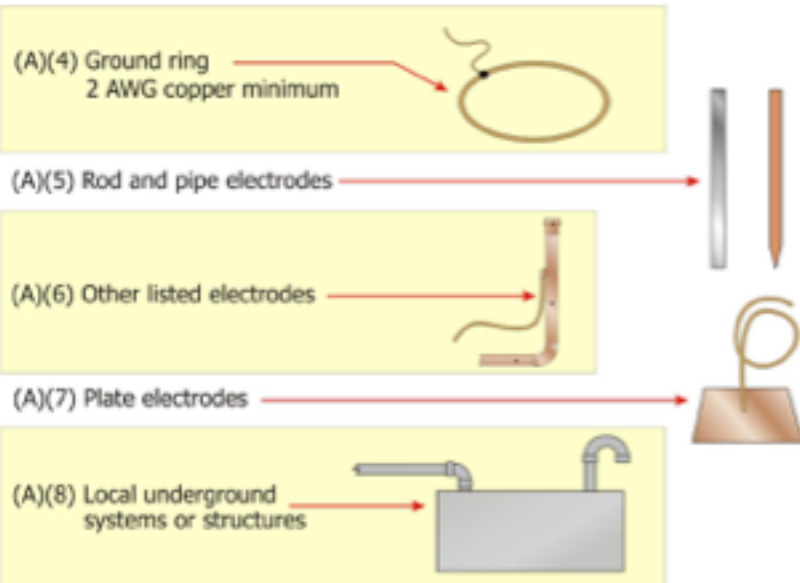 (A)(4) Ground ring
2 AWG copper minimum
(A)(5) Rod and pipe electrodes
(A)(6) Other listed electrodes
(A)(7) Plate electrodes
(A)(8) Local underground
systems or structures